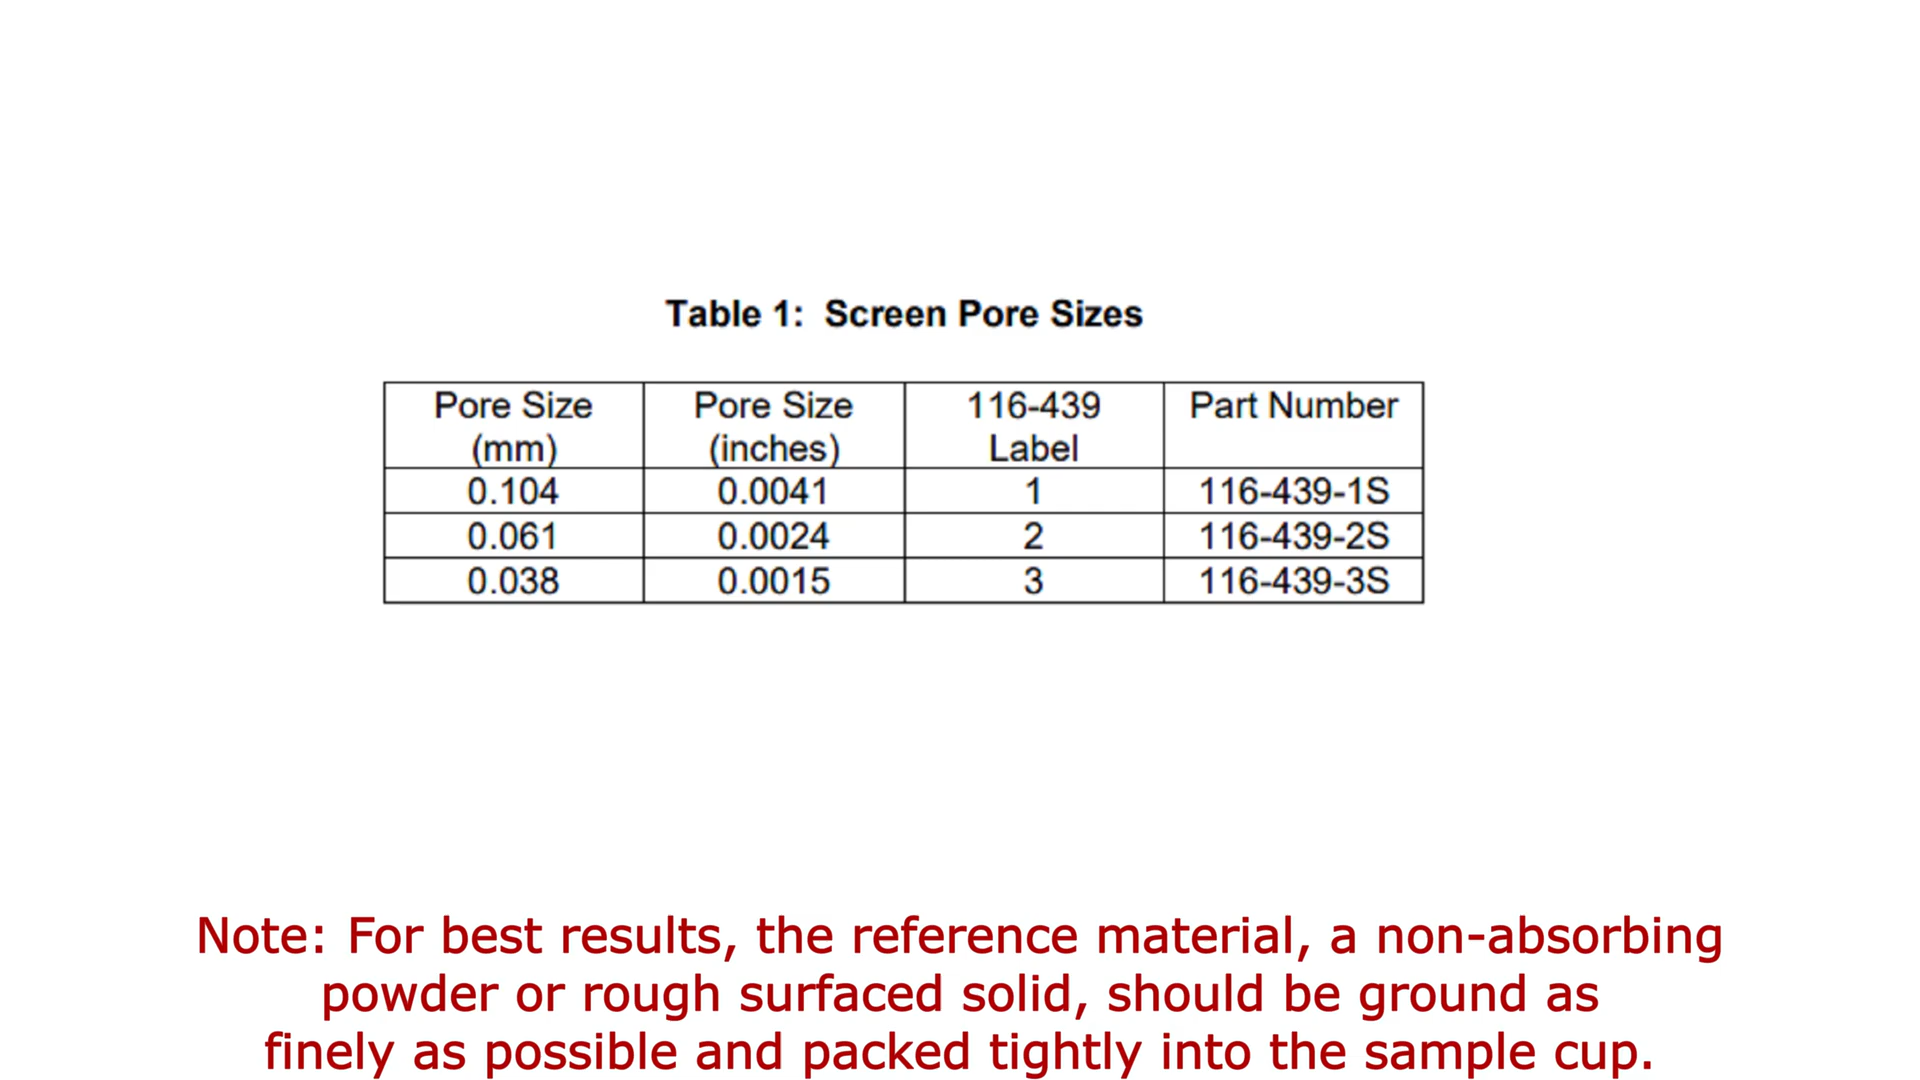 Table 1: Screen Pore Sizes
Pore Size (mm) Pore Size (inches) 116-439 Label Part Number
0.104 0.0041 1 116-439-1S
0.061 0.0024 2 116-439-2S
0.038 0.0015 3 116-439-3S
Note: For best results, the reference material, a non-absorbing
powder or rough surfaced solid, should be ground as
finely as possible and packed tightly into the sample cup.